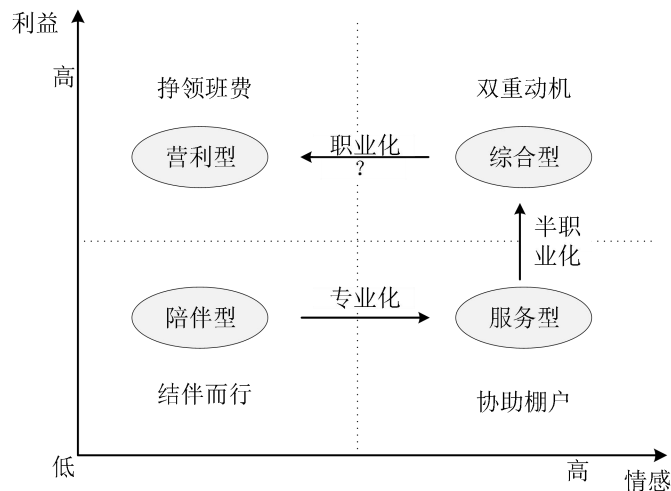 利益
高
挣领班费
双重动机
营利型
职业化
?
综合型
半职
业化
陪伴型
专业化
服务型
结伴而行
协助棚户
低
高
情感